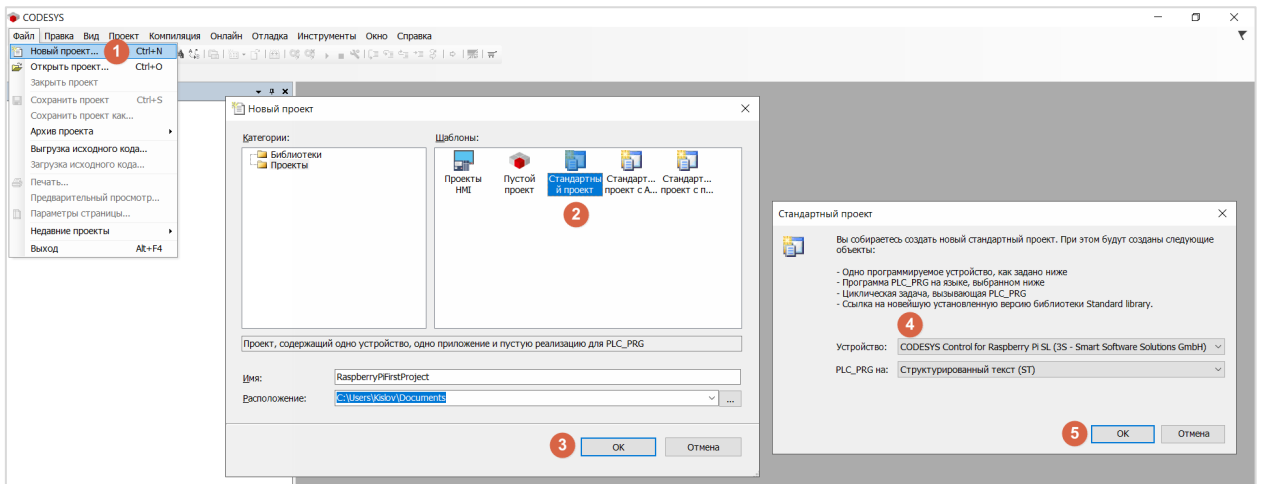 CODESYS
Файл Правка Вид Проект Компиляция Онлайн Отладка Инструменты Окно Справка
Новый проект... 1 Ctrl+N
Открыть проект... Ctrl+O
Закрыть проект
Сохранить проект Ctrl+S
Сохранить проект как...
Архив проекта
Выгрузка исходного кода...
Загрузка исходного кода...
Печать...
Предварительный просмотр...
Параметры страницы...
Недавние проекты
Выход Alt+F4
Новый проект
Категории:
Библиотеки
Проекты
Шаблоны:
Проекты HMI
Пустой проект
Стандартны
й проект
Стандарт...
проект с А...
Стандарт...
проект с п...
2
Проект, содержащий одно устройство, одно приложение и пустую реализацию для PLC_PRG
Имя: RaspberryPiFirstProject
Расположение: C:\Users\Kislov\Documents ...
3 OK Отмена
Стандартный проект
Вы собираетесь создать новый стандартный проект. При этом будут созданы следующие
объекты:
- Одно программируемое устройство, как задано ниже
- Программа PLC_PRG на языке, выбранном ниже
- Циклическая задача, вызывающая PLC_PRG
- Ссылка на новейшую установленную версию библиотеки Standard library.
4
Устройство: CODESYS Control for Raspberry Pi SL (3S - Smart Software Solutions GmbH)
PLC_PRG на: Структурированный текст (ST)
5 OK Отмена